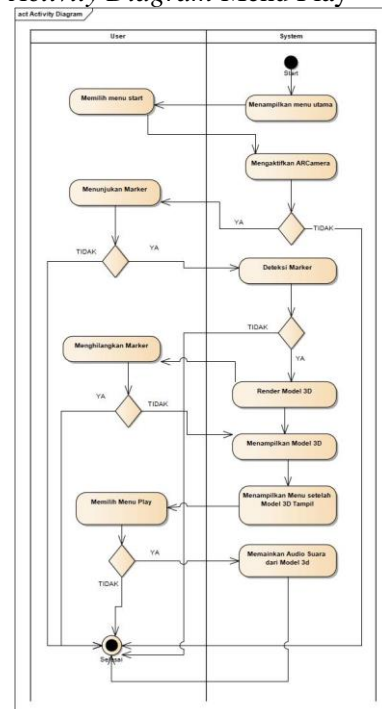 Activity Diagram Menu Play
act Activity Diagram
User
System
Start
Memilih menu start
Menampilkan menu utama
Mengaktifkan ARCamera
Menunjukan Marker
YA
TIDAK
TIDAK
YA
Deteksi Marker
TIDAK
Menghilangkan Marker
YA
Render Model 3D
YA
TIDAK
Menampilkan Model 3D
Memilih Menu Play
Menampilkan Menu setelah
Model 3D Tampil
YA
Memainkan Audio Suara
dari Model 3d
TIDAK
Selesai